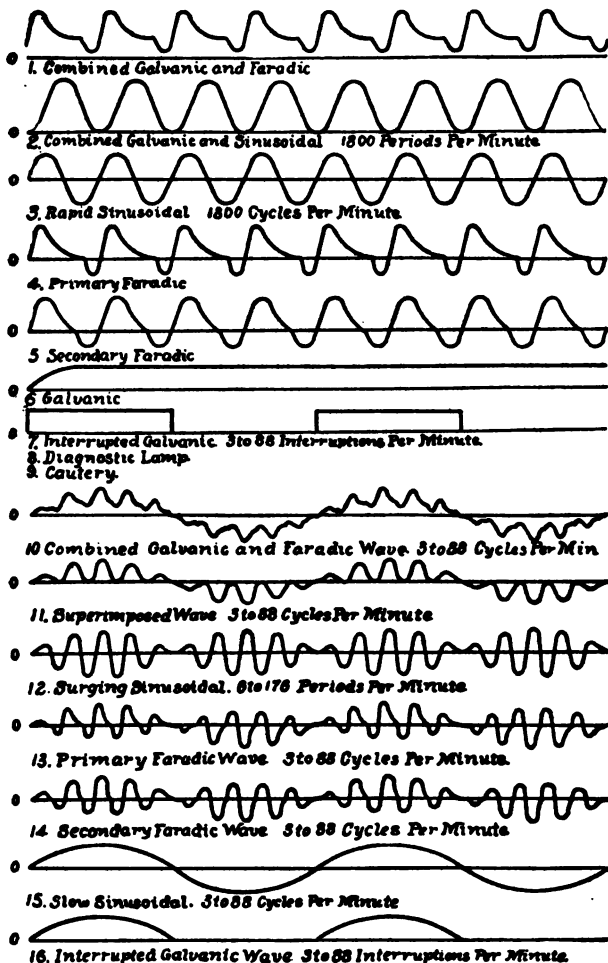 0
1. Combined Galvanic and Faradic
0
2. Combined Galvanic and Sinusoidal 1800 Periods Per Minute
0
3. Rapid Sinusoidal 1800 Cycles Per Minute
0
4. Primary Faradic
0
5 Secondary Faradic
0
6 Galvanic
0
7. Interrupted Galvanic. 3 to 88 Interruptions Per Minute.
8. Diagnostic Lamp
9. Cautery.
0
10 Combined Galvanic and Faradic Wave 3 to 88 Cycles Per Min
0
11. Superimposed Wave 3 to 88 Cycles Per Minute
0
12. Surging Sinusoidal. 6 to 176 Periods Per Minute
0
13. Primary Faradic Wave 3 to 88 Cycles Per Minute.
0
14 Secondary Faradic Wave 3 to 88 Cycles Per Minute
0
15. Slow Sinusoidal. 3 to 88 Cycles Per Minute
0
16. Interrupted Galvanic Wave 3 to 88 Interruptions Per Minute